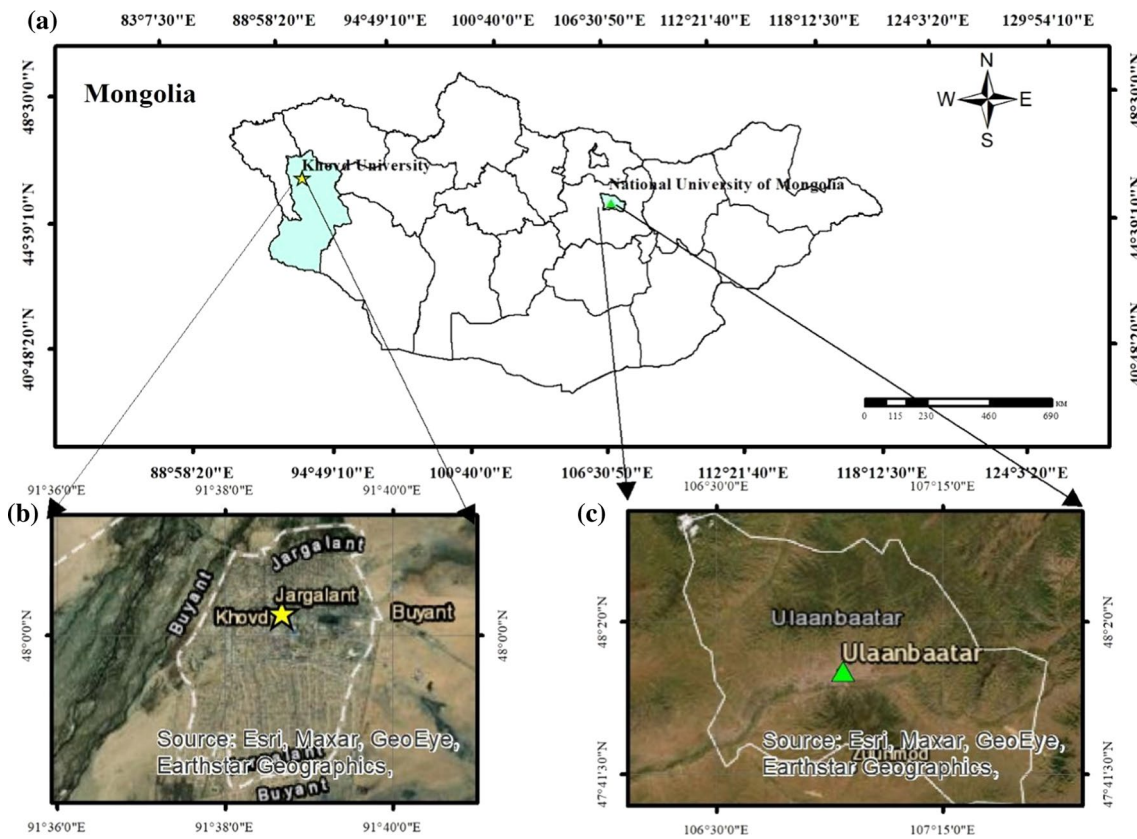 (a)
83°7'30"E 88°58'20"E 94°49'10"E 100°40'0"E 106°30'50"E 112°21'40"E 118°12'30"E 124°3'20"E 129°54'10"E
48°30'0"N
44°39'10"N
40°48'20"N
Mongolia
N
W E
S
Khovd University
National University of Mongolia
KM
0 115 230 460 690
88°58'20"E 94°49'10"E 100°40'0"E 106°30'50"E 112°21'40"E 118°12'30"E 124°3'20"E
(b)
91°36'0"E 91°38'0"E 91°40'0"E
Jargalant
Buyant
Jargalant
Khovd
Buyant
48°0'0"N
48°0'0"N
Source: Esri, Maxar, GeoEye,
Earthstar Geographics,
Jargalant
Buyant
91°36'0"E 91°38'0"E 91°40'0"E
(c)
106°30'0"E 107°15'0"E
48°2'0"N
48°2'0"N
Ulaanbaatar
Ulaanbaatar
Source: Esri, Maxar, GeoEye,
Zuunmod
Earthstar Geographics,
47°41'30"N
47°41'30"N
106°30'0"E 107°15'0"E